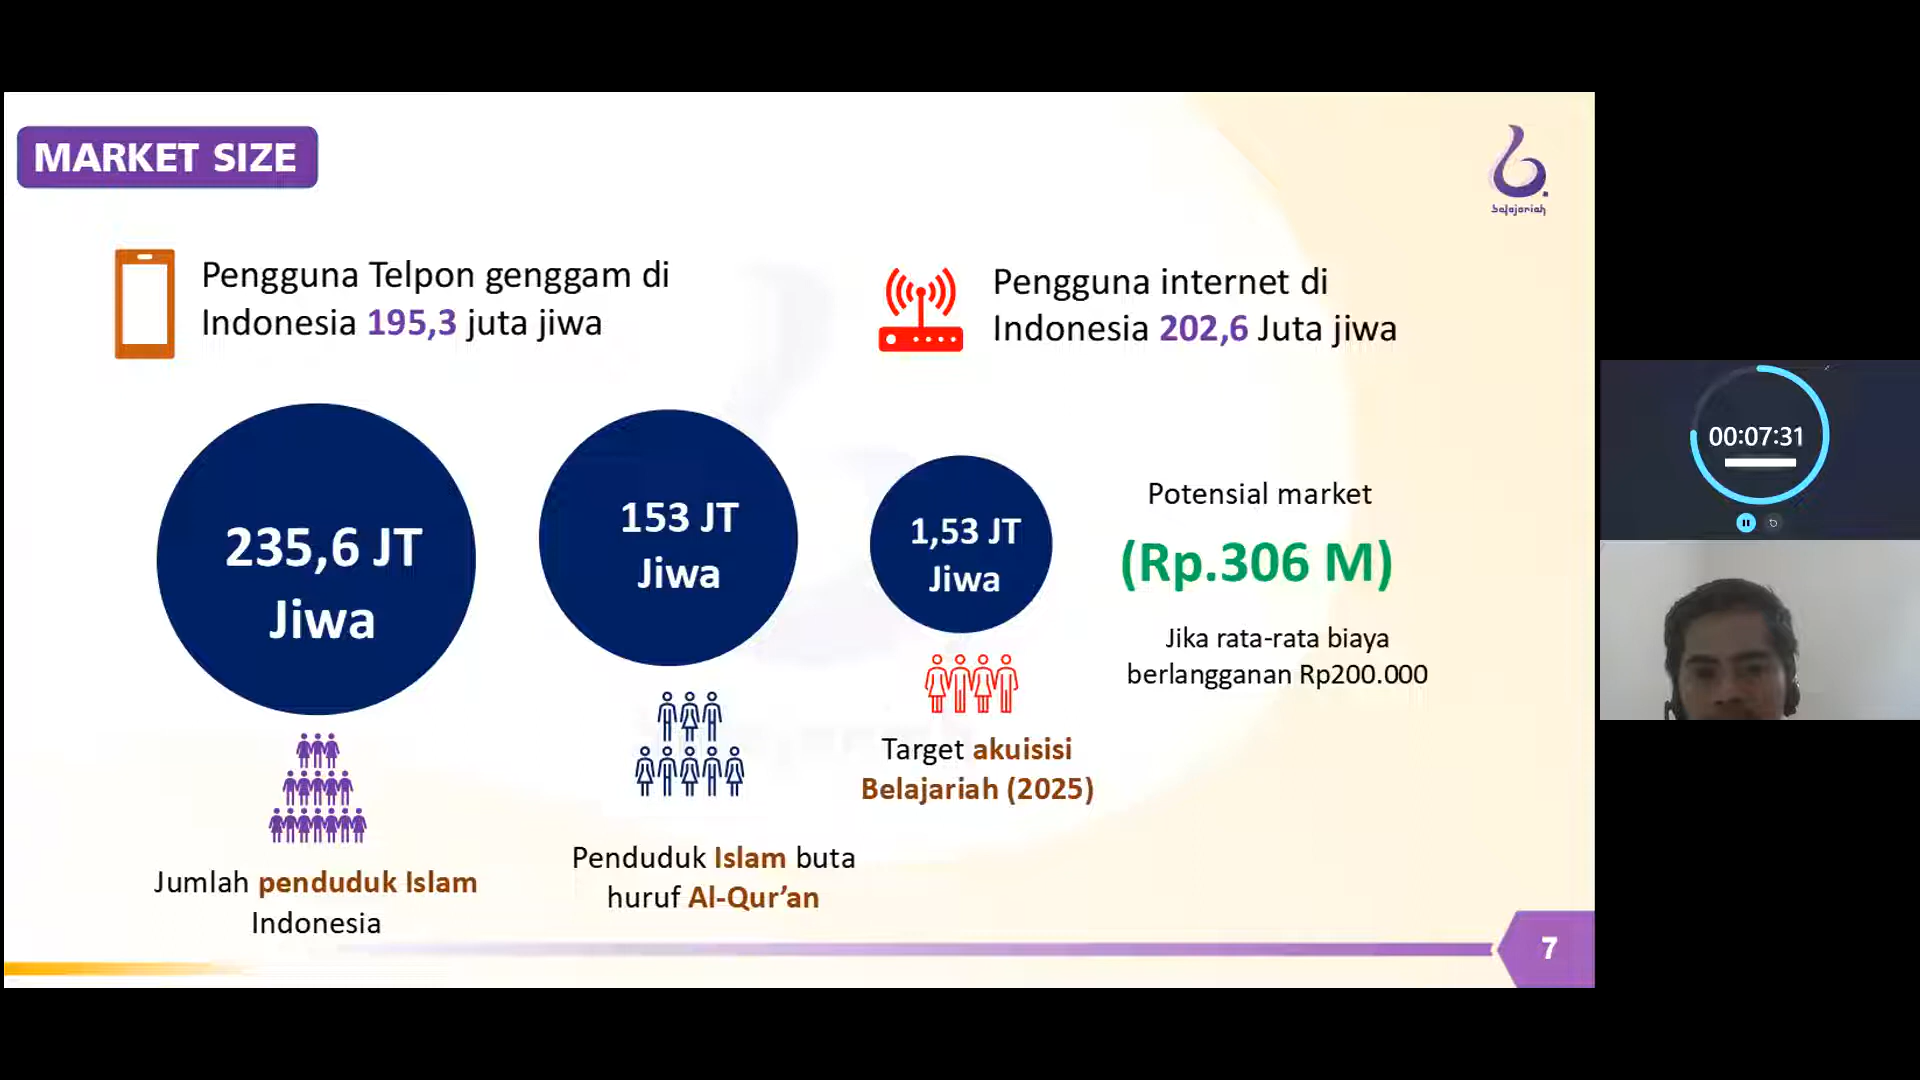 MARKET SIZE
belajariah
Pengguna Telpon genggam di
Indonesia 195,3 juta jiwa
Pengguna internet di
Indonesia 202,6 Juta jiwa
235,6 JT
Jiwa
Jumlah penduduk Islam
Indonesia
153 JT
Jiwa
Penduduk Islam buta
huruf Al-Qur’an
1,53 JT
Jiwa
Target akuisisi
Belajariah (2025)
Potensial market
(Rp.306 M)
Jika rata-rata biaya
berlangganan Rp200.000
7
00:07:31